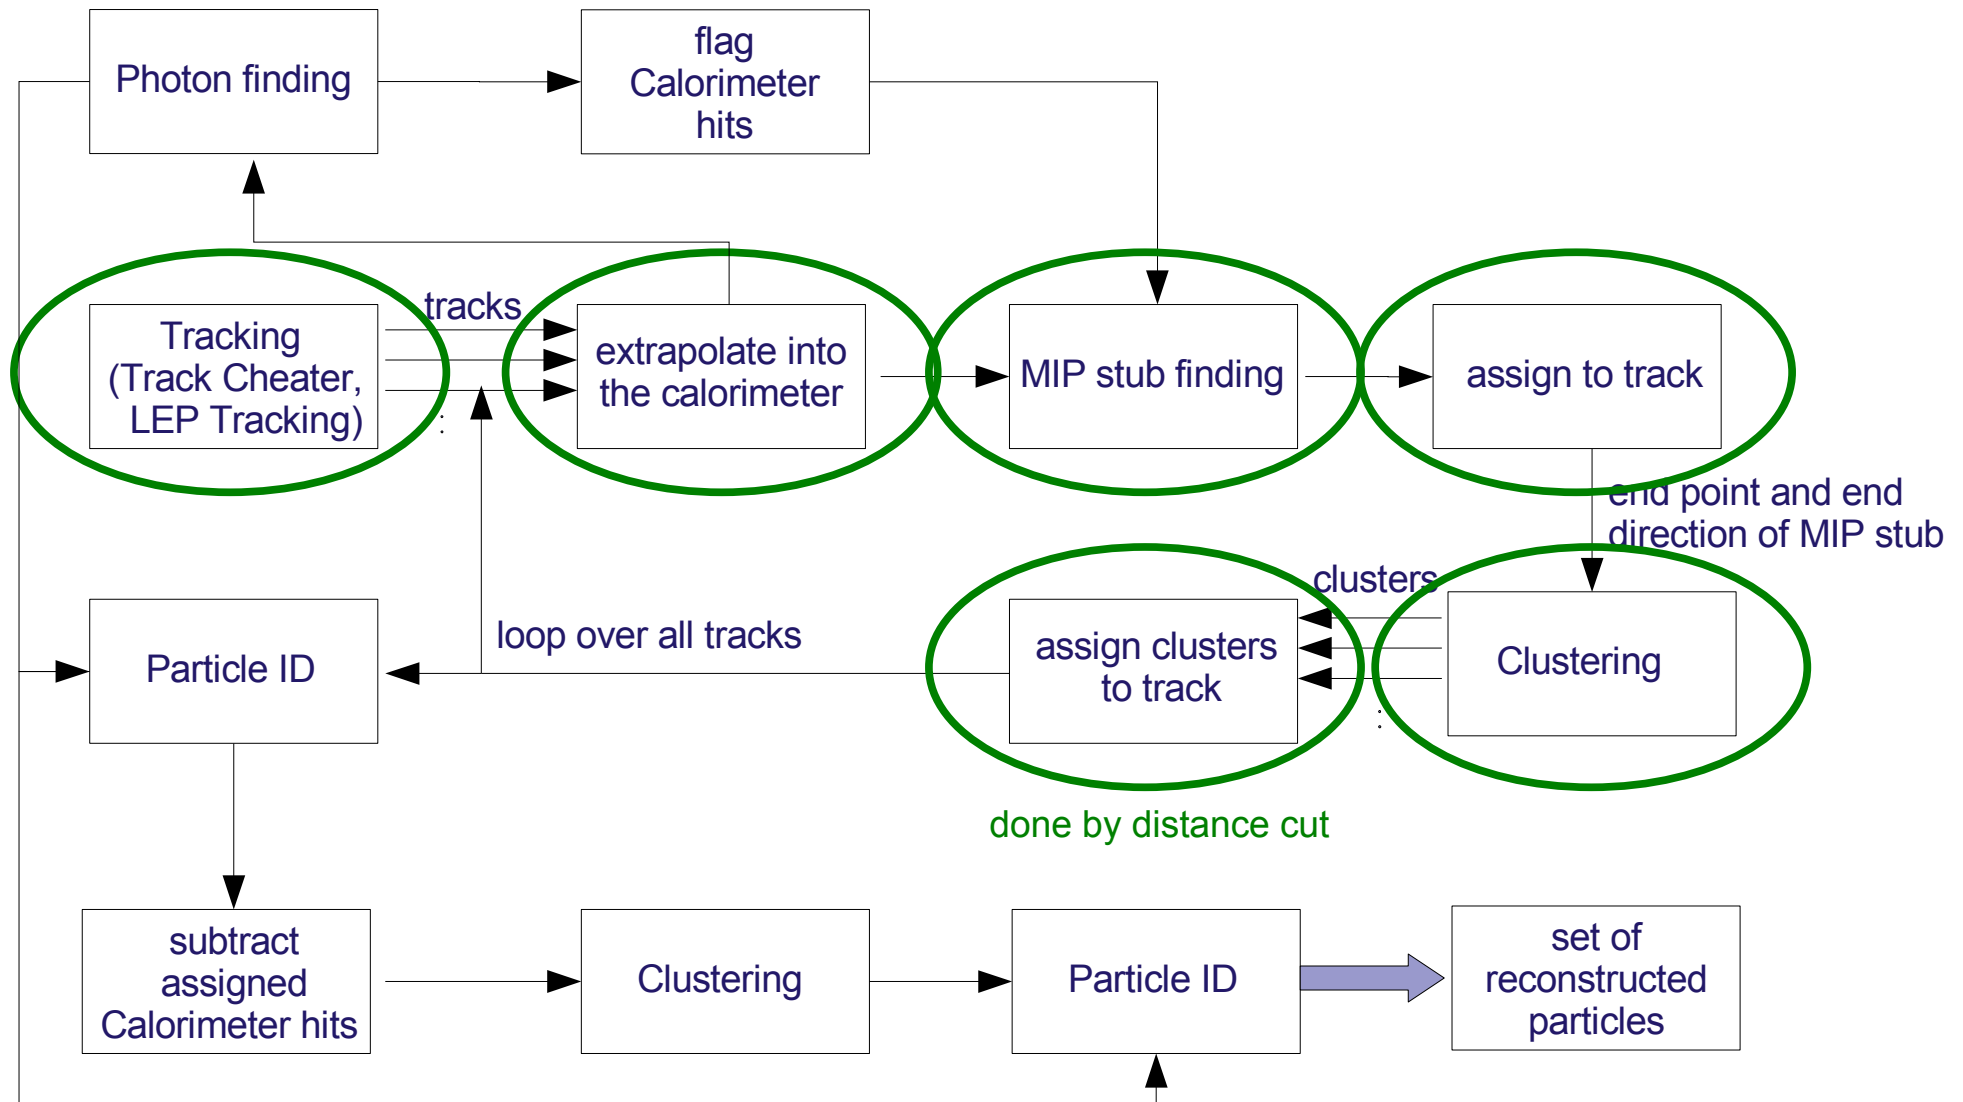 Photon finding
flag
Calorimeter
hits
tracks
Tracking
(Track Cheater,
LEP Tracking)
extrapolate into
the calorimeter
MIP stub finding
assign to track
end point and end
direction of MIP stub
clusters
loop over all tracks
Particle ID
assign clusters
to track
Clustering
done by distance cut
subtract
assigned
Calorimeter hits
Clustering
Particle ID
set of
reconstructed
particles